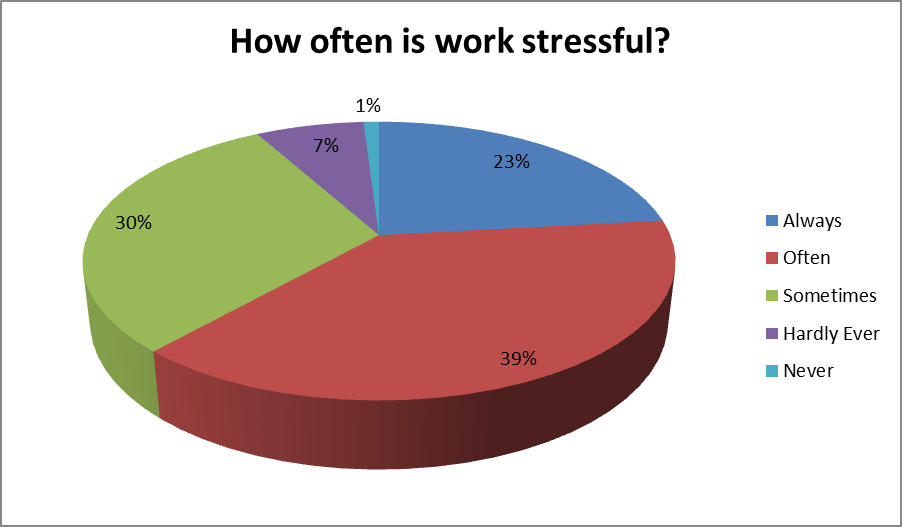 How often is work stressful?
1%
7%
23%
30%
39%
Always
Often
Sometimes
Hardly Ever
Never